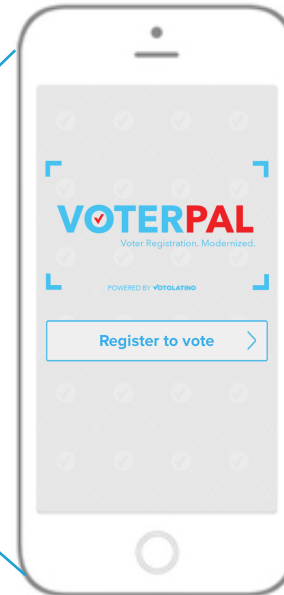 VOTERPAL
Voter Registration. Modernized.
POWERED BY VOTOLATINO
Register to vote